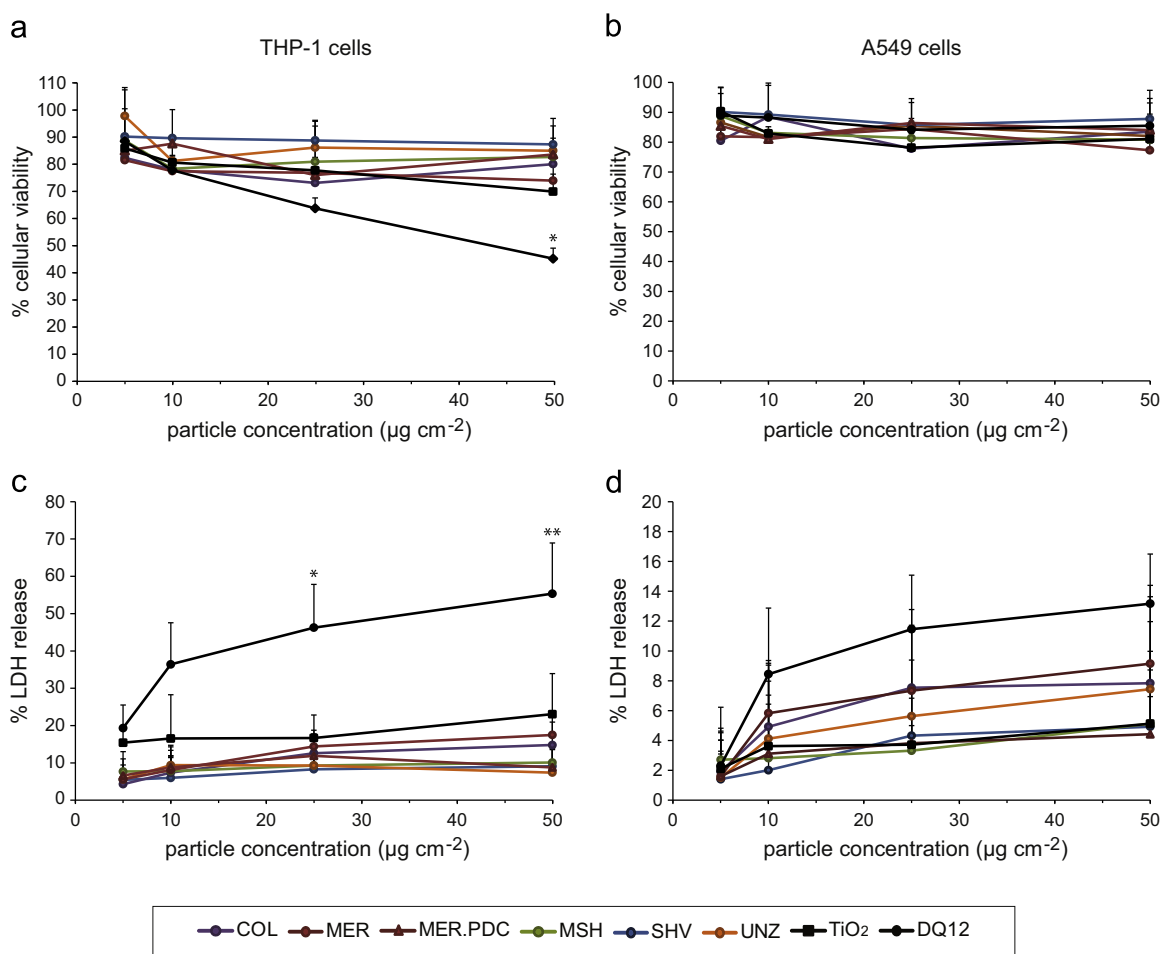 a
THP-1 cells
b
A549 cells
110
100
90
80
70
60
50
40
30
20
10
0
% cellular viability
*
0 10 20 30 40 50
particle concentration (µg cm-2)
100
90
80
70
60
50
40
30
20
10
0
% cellular viability
0 10 20 30 40 50
particle concentration (µg cm-2)
c
80
70
60
50
40
30
20
10
0
% LDH release
*
**
0 10 20 30 40 50
particle concentration (µg cm-2)
d
20
18
16
14
12
10
8
6
4
2
0
% LDH release
0 10 20 30 40 50
particle concentration (µg cm-2)
COL MER MER.PDC MSH SHV UNZ TiO2 DQ12